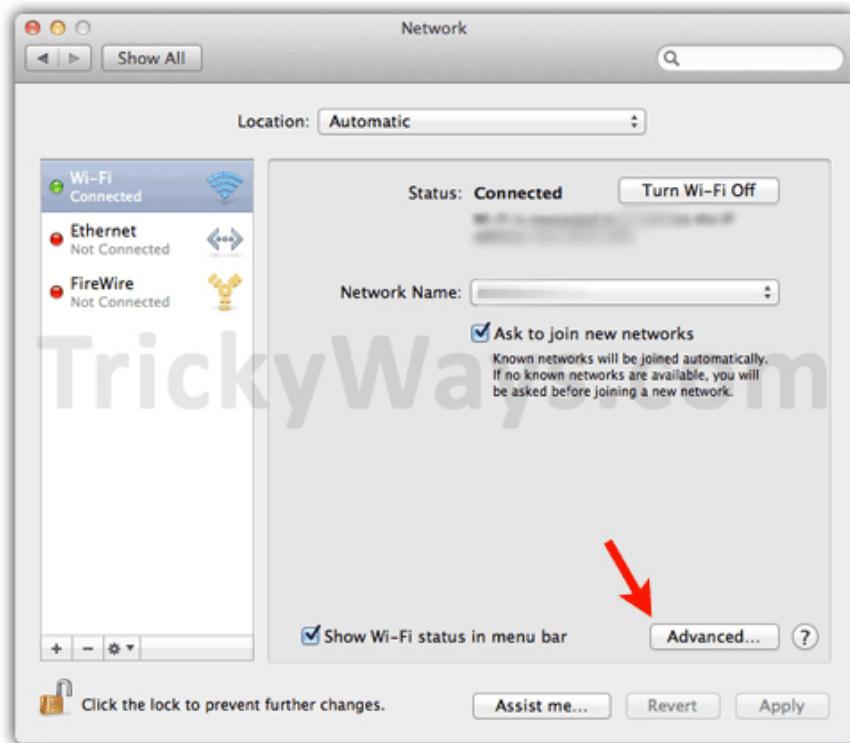 Network
Show All
Location: Automatic
Wi-Fi
Connected
Ethernet
Not Connected
FireWire
Not Connected
Status: Connected
Turn Wi-Fi Off
Network Name:
Ask to join new networks
Known networks will be joined automatically.
If no known networks are available, you will
be asked before joining a new network.
TrickyWays.com
Show Wi-Fi status in menu bar
Advanced...
?
Click the lock to prevent further changes.
Assist me...
Revert
Apply